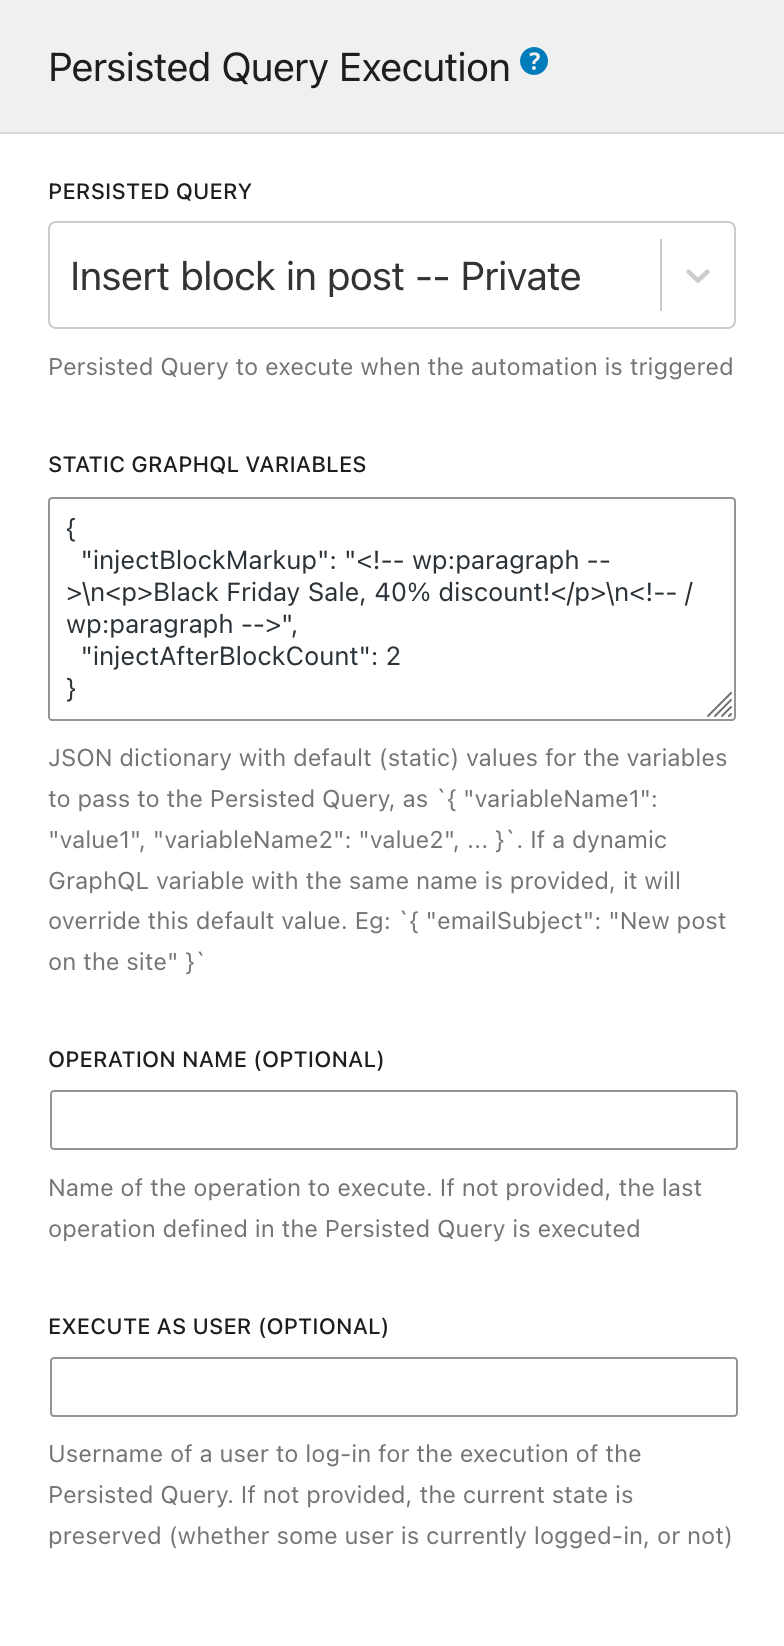 Persisted Query Execution ?
PERSISTED QUERY
Insert block in post -- Private
Persisted Query to execute when the automation is triggered
STATIC GRAPHQL VARIABLES
{
  "injectBlockMarkup": "<!-- wp:paragraph --
>\n<p>Black Friday Sale, 40% discount!</p>\n<!-- /
wp:paragraph -->",
  "injectAfterBlockCount": 2
}
JSON dictionary with default (static) values for the variables
to pass to the Persisted Query, as `{ "variableName1":
"value1", "variableName2": "value2", ... }`. If a dynamic
GraphQL variable with the same name is provided, it will
override this default value. Eg: `{ "emailSubject": "New post
on the site" }`
OPERATION NAME (OPTIONAL)
Name of the operation to execute. If not provided, the last
operation defined in the Persisted Query is executed
EXECUTE AS USER (OPTIONAL)
Username of a user to log-in for the execution of the
Persisted Query. If not provided, the current state is
preserved (whether some user is currently logged-in, or not)